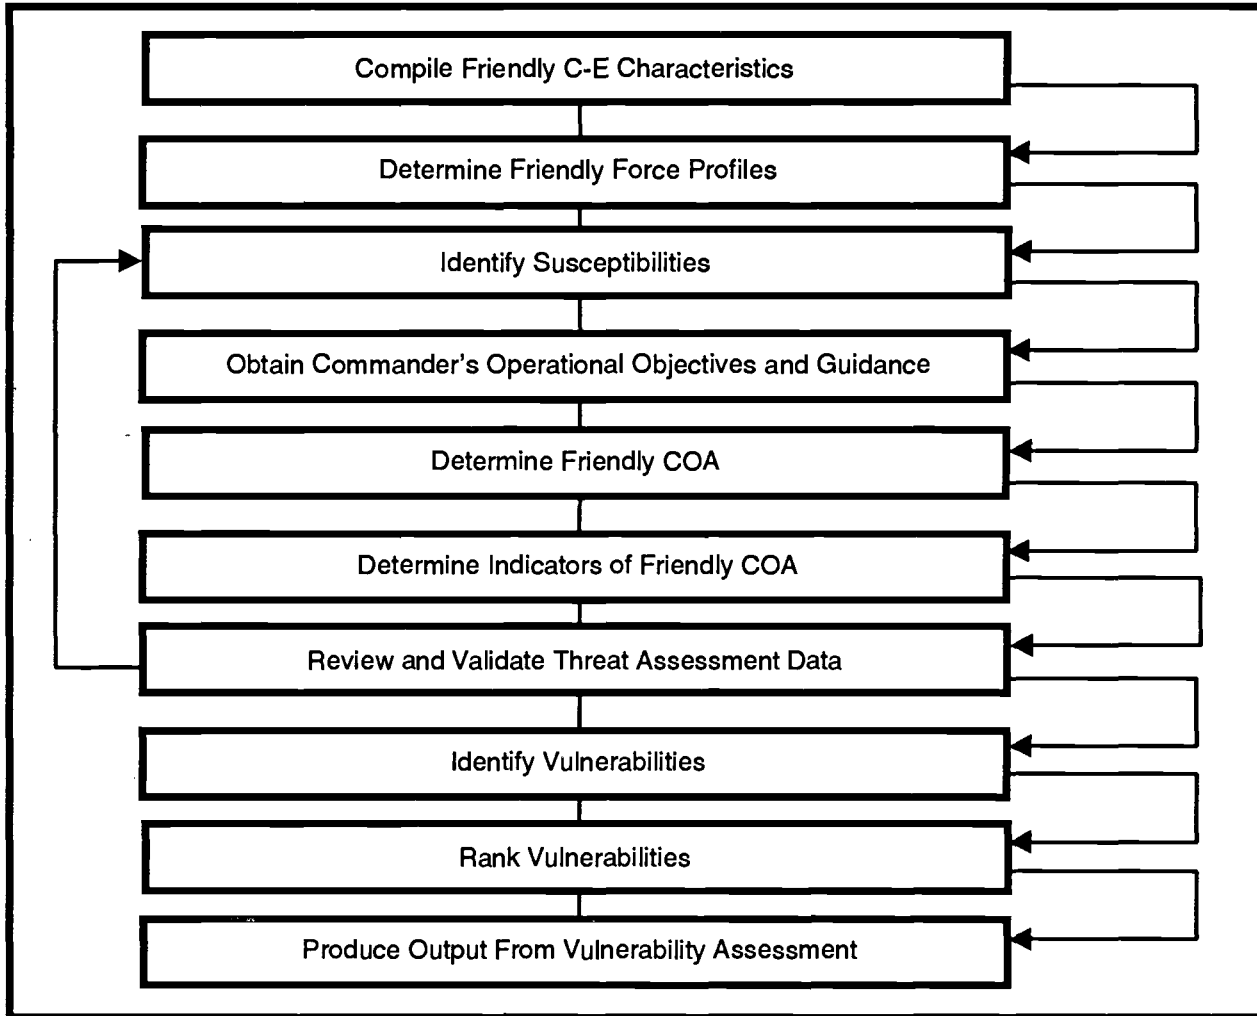 Compile Friendly C-E Characteristics
Determine Friendly Force Profiles
Identify Susceptibilities
Obtain Commander's Operational Objectives and Guidance
Determine Friendly COA
Determine Indicators of Friendly COA
Review and Validate Threat Assessment Data
Identify Vulnerabilities
Rank Vulnerabilities
Produce Output From Vulnerability Assessment